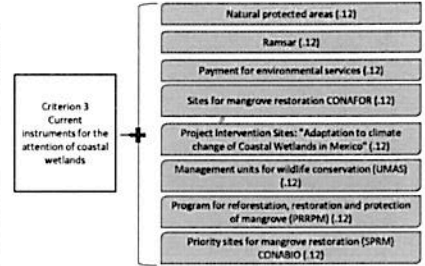 Natural protected areas (.12)
Ramsar (.12)
Payment for environmental services (.12)
Sites for mangrove restoration CONAFOR (.12)
Criterion 3
Current
instruments for the
attention of coastal
wetlands
Project Intervention Sites: "Adaptation to climate
change of Coastal Wetlands in Mexico" (.12)
Management units for wildlife conservation (UMAS)
(.12)
Program for reforestation, restoration and protection
of mangrove (PRRPM) (.12)
Priority sites for mangrove restoration (SPRM)
CONABIO (.12)